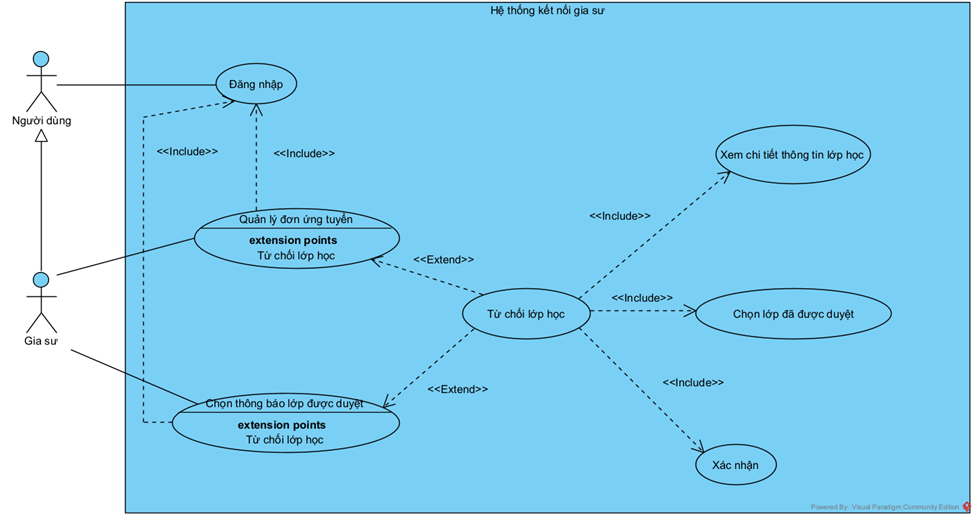 Hệ thống kết nối gia sư
Đăng nhập
Người dùng
<<Include>>
<<Include>>
Xem chi tiết thông tin lớp học
Quản lý đơn ứng tuyển
extension points
Từ chối lớp học
<<Include>>
<<Extend>>
<<Include>>
Từ chối lớp học
Chọn lớp đã được duyệt
Gia sư
<<Include>>
<<Extend>>
Chọn thông báo lớp được duyệt
extension points
Từ chối lớp học
Xác nhận
Powered By Visual Paradigm Community Edition